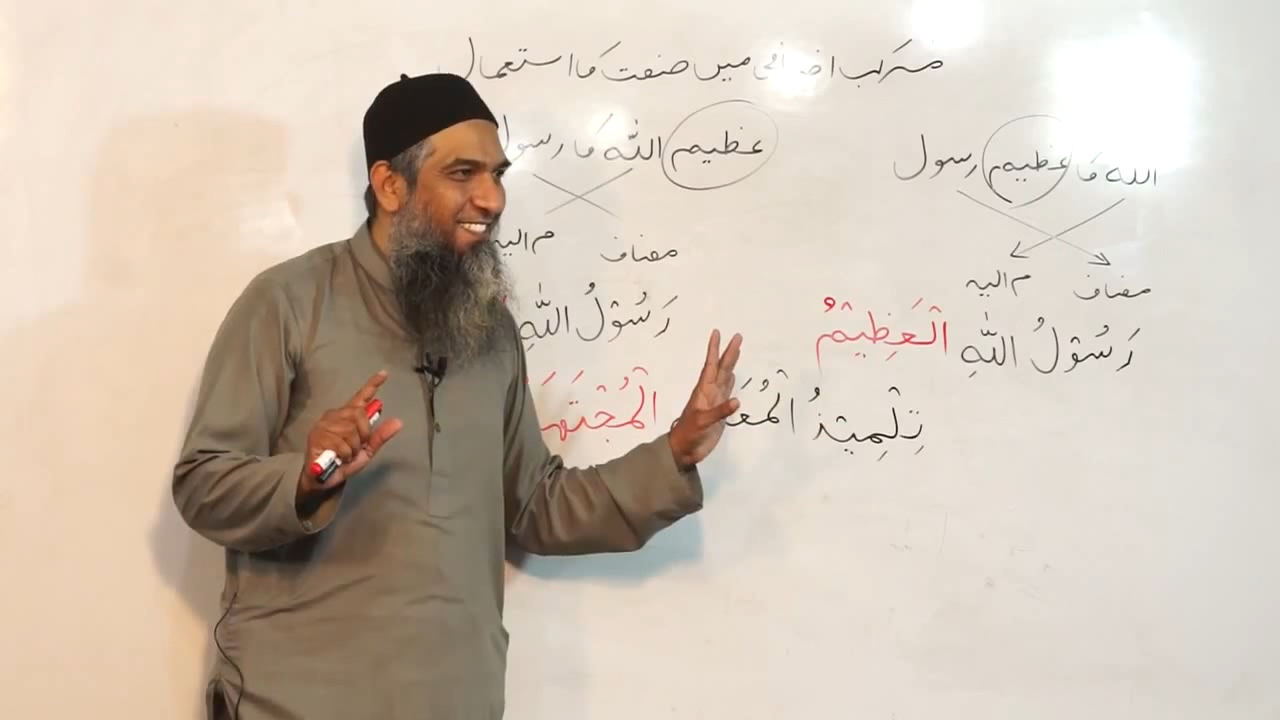 مرکب اضافی میں صفت کا استعمال
اللہ کا عظیم رسول
عظیم اللہ کا رسول
مضاف م الیہ
مضاف م الیہ
رَسُوْلُ اللّٰهِ الْعَظِيْمُ
رَسُوْلُ اللّٰهِ
تِلْمِيْذُ